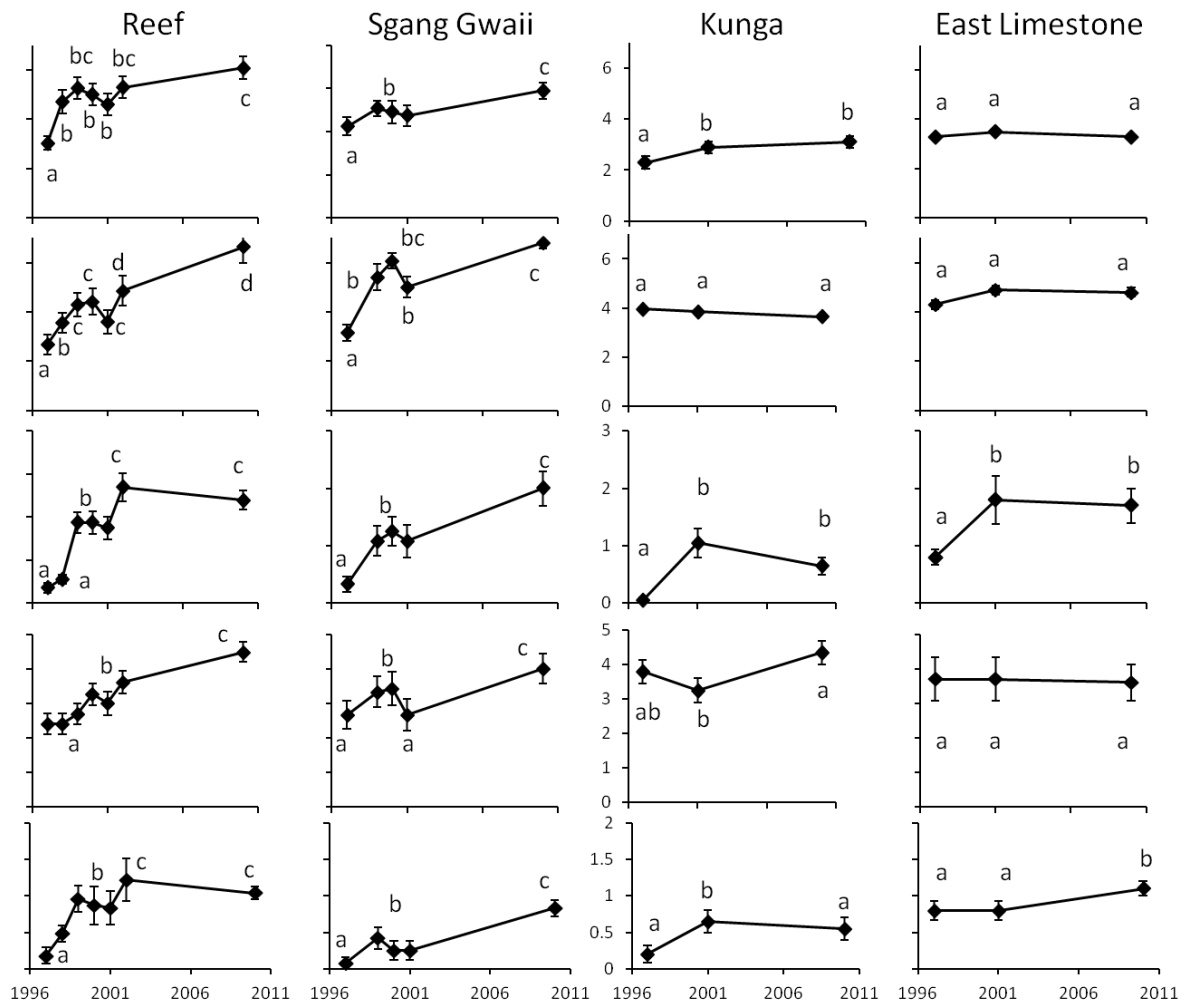 Reef Sgang Gwaii Kunga East Limestone
bc bc b c 6 a a a
b b b c a 4 a b b
a 2
0
c d bc 6 a a a
b c d b c a a a
a b c 4
a 2
0
c c b c 3 b b
a b a 2 b b a
a 1 a
0
b c b c 5
a a a 4 a
3 ab b
2 a a a
1
0
b c c b c 2 b
a a 1.5 b a a a
1 a
0.5
0
1996 2001 2006 2011 1996 2001 2006 2011 1996 2001 2006 2011 1996 2001 2006 2011